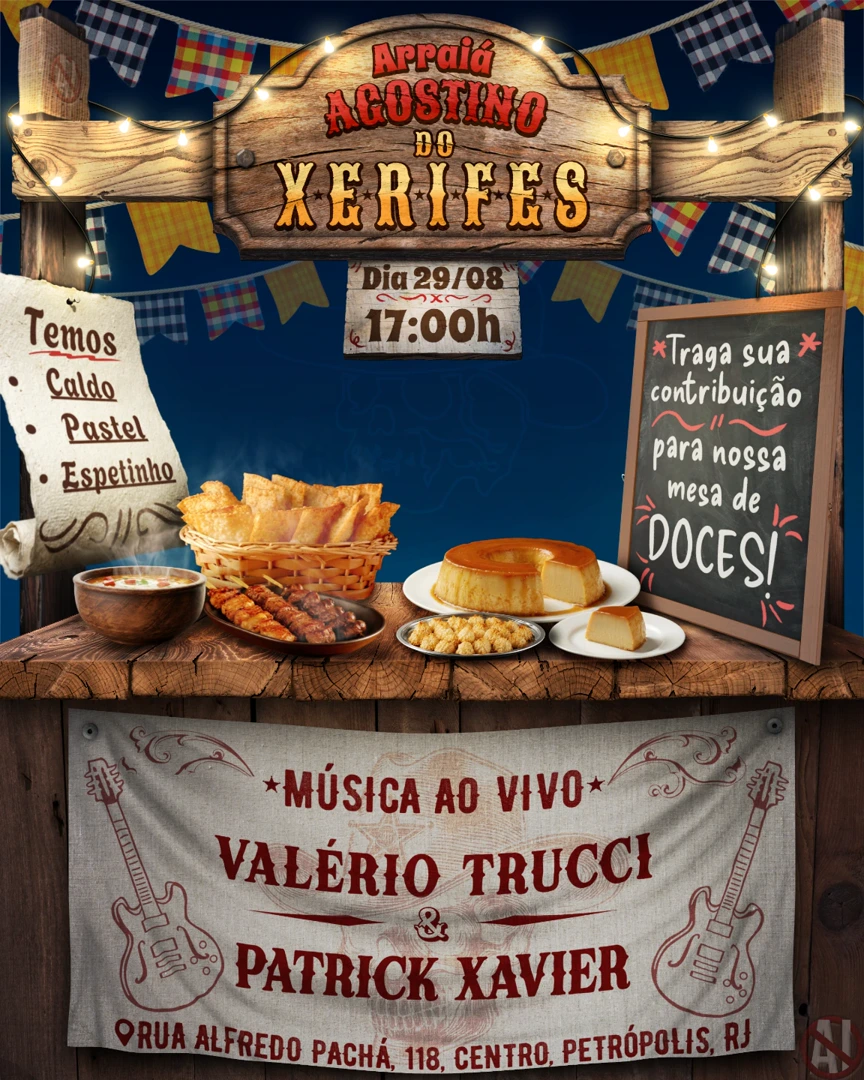 Arraiá
AGOSTINO
DO
XERIFES
Dia 29/08
17:00h
Temos
• Caldo
• Pastel
• Espetinho
*Traga sua*
contribuição
para nossa
mesa de
DOCES!
★MÚSICA AO VIVO★
VALÉRIO TRUCCI
&
PATRICK XAVIER
RUA ALFREDO PACHÁ, 118, CENTRO, PETRÓPOLIS, RJ
AI